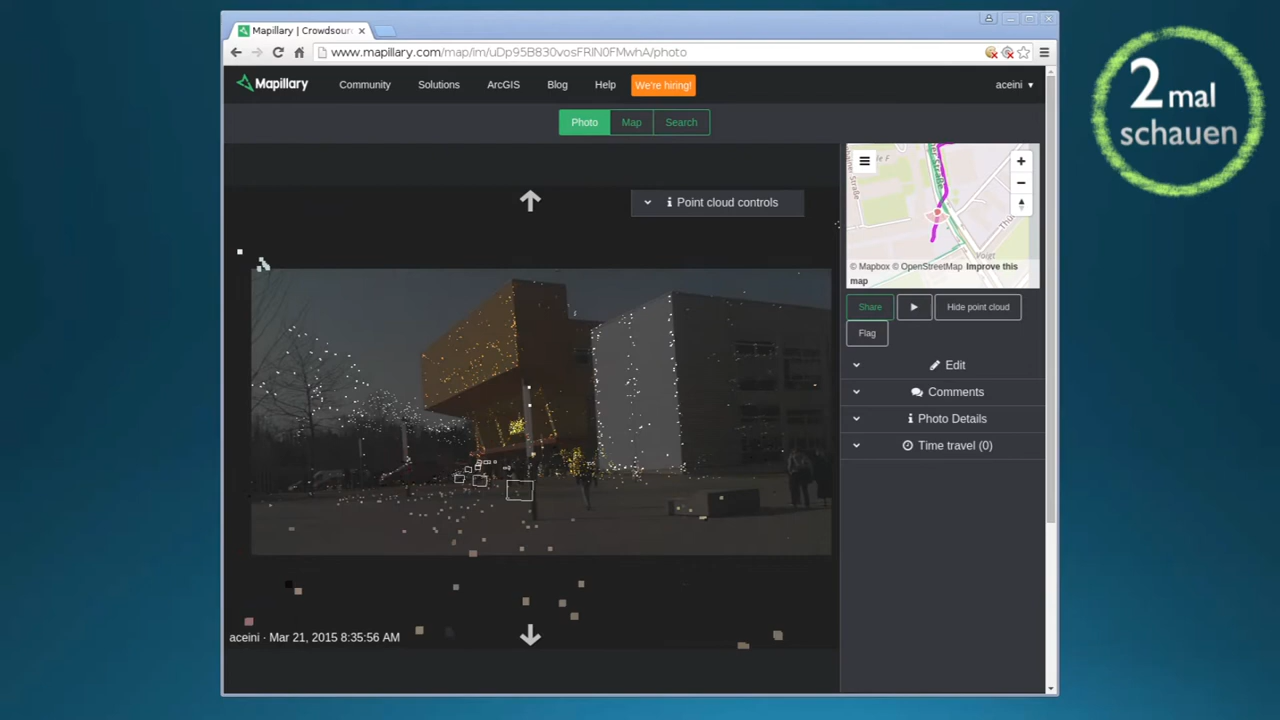 Mapillary | Crowdsourc
2 mal
schauen
www.mapillary.com/map/im/uDp95B830vosFRlN0FMwhA/photo
Mapillary
Community
Solutions
ArcGIS
Blog
Help
We're hiring!
aceini
Photo
Map
Search
Point cloud controls
© Mapbox © OpenStreetMap Improve this
map
Share
Hide point cloud
Flag
Edit
Comments
Photo Details
Time travel (0)
aceini · Mar 21, 2015 8:35:56 AM